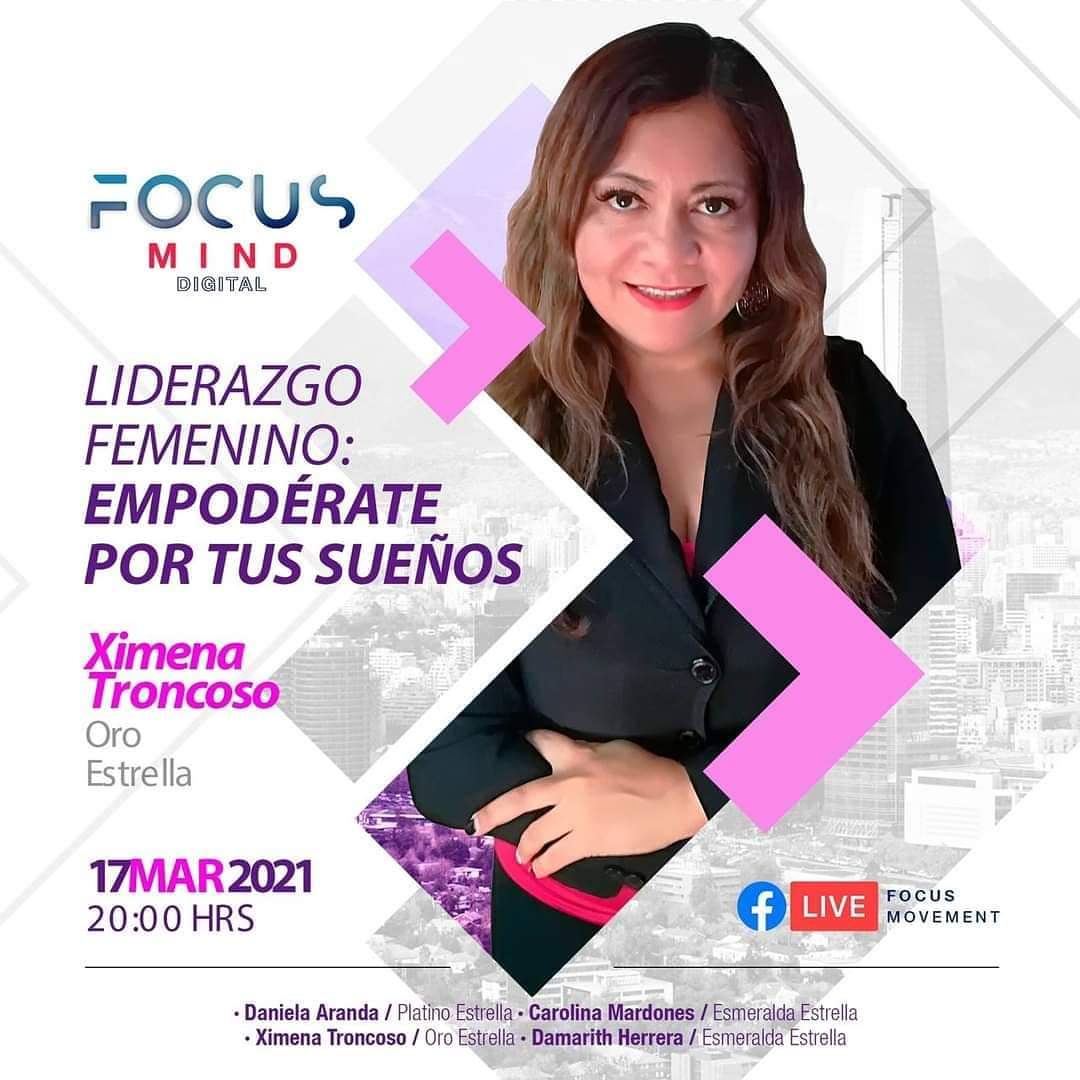 FOCUS
MIND
DIGITAL
LIDERAZGO
FEMENINO:
EMPODÉRATE
POR TUS SUEÑOS
Ximena
Troncoso
Oro
Estrella
17MAR2021
20:00 HRS
f LIVE FOCUS
MOVEMENT
• Daniela Aranda / Platino Estrella • Carolina Mardones / Esmeralda Estrella
• Ximena Troncoso / Oro Estrella • Damarith Herrera / Esmeralda Estrella